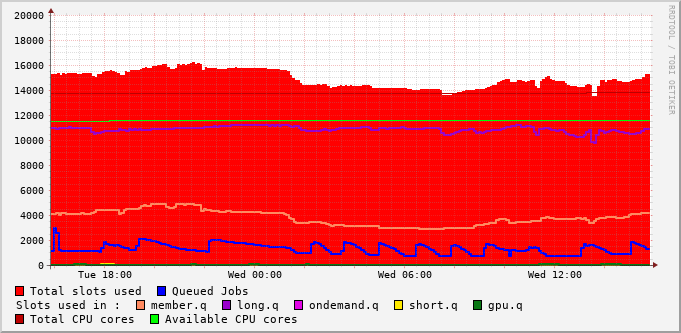 20000
18000
16000
14000
12000
10000
8000
6000
4000
2000
0
Tue 18:00 Wed 00:00 Wed 06:00 Wed 12:00
RRDTOOL / TOBI OETIKER
Total slots used Queued Jobs
Slots used in : member.q long.q ondemand.q short.q gpu.q
Total CPU cores Available CPU cores